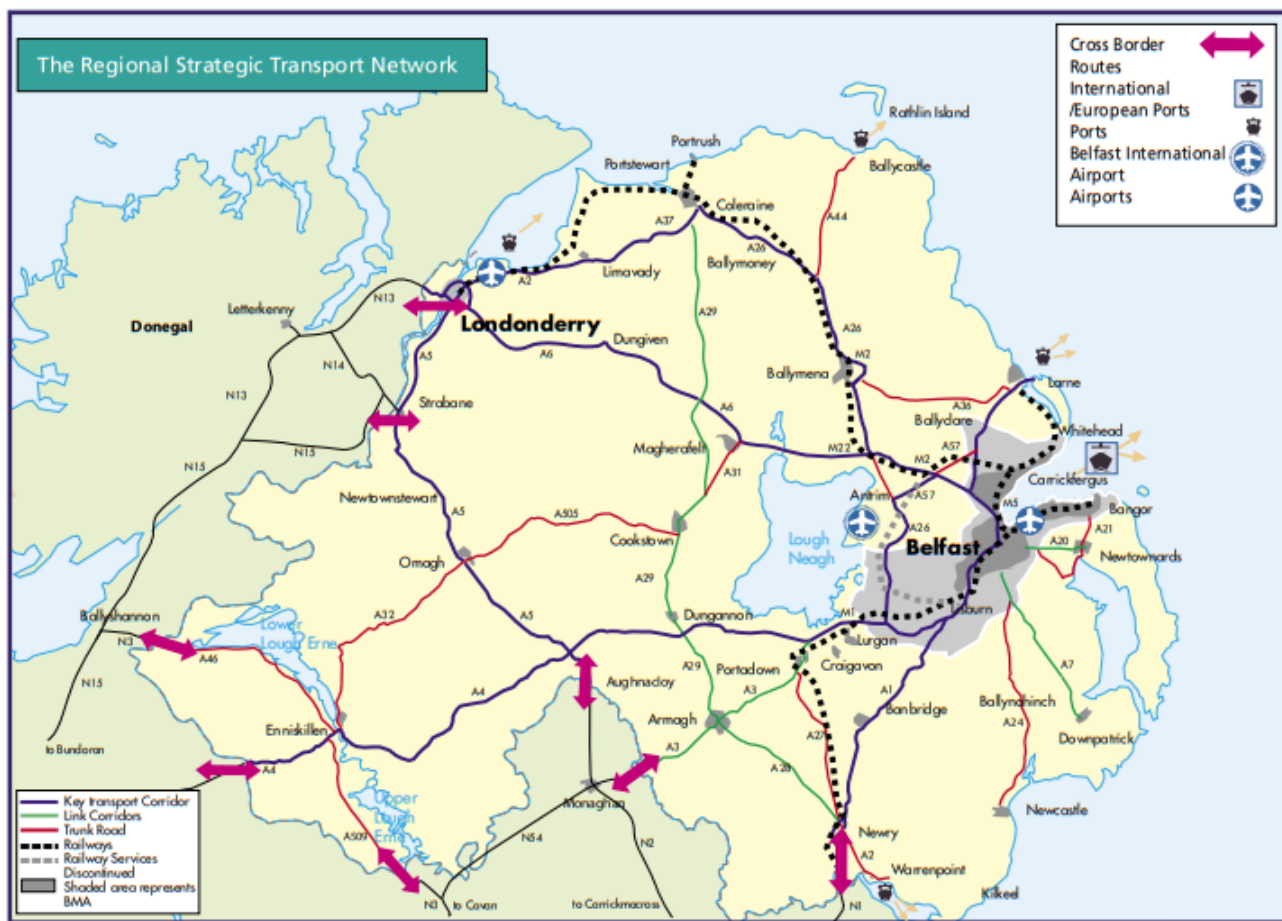 The Regional Strategic Transport Network
Cross Border
Routes
International
/European Ports
Ports
Belfast International
Airport
Airports
Rathlin Island
Portrush
Portstewart
Ballycastle
Coleraine
A37
A44
A26
Limavady
Ballymoney
A2
N13
Letterkenny
Donegal
Londonderry
A29
Dungiven
A26
A5
A6
M2
N14
Ballymena
Larne
N13
Strabane
A6
A36
Ballyclare
Whitehead
N15
N15
Magherafelt
M22
M2
A57
A31
Carrickfergus
Newtownstewart
Antrim
A57
M5
Bangor
A505
A5
A26
A21
Belfast
A20
Cookstown
Lough
Neagh
Newtownards
Omagh
A29
Ballyshannon
A32
A5
Dungannon
M1
Lisburn
Lower
Lough Erne
N3
Lurgan
A46
A29
Portadown
Craigavon
A7
N15
Aughnacloy
A4
A3
A1
Ballynahinch
Enniskillen
Armagh
Banbridge
A24
to Bundoran
A27
Downpatrick
A3
A4
A28
Monaghan
Newcastle
Upper
Lough
Erne
A509
N54
N2
Newry
A2
Warrenpoint
Kilkeel
N3
to Cavan
to Carrickmacross
N1
Key transport Corridor
Link Corridors
Trunk Road
Railways
Railway Services
Discontinued
Shaded area represents
BMA